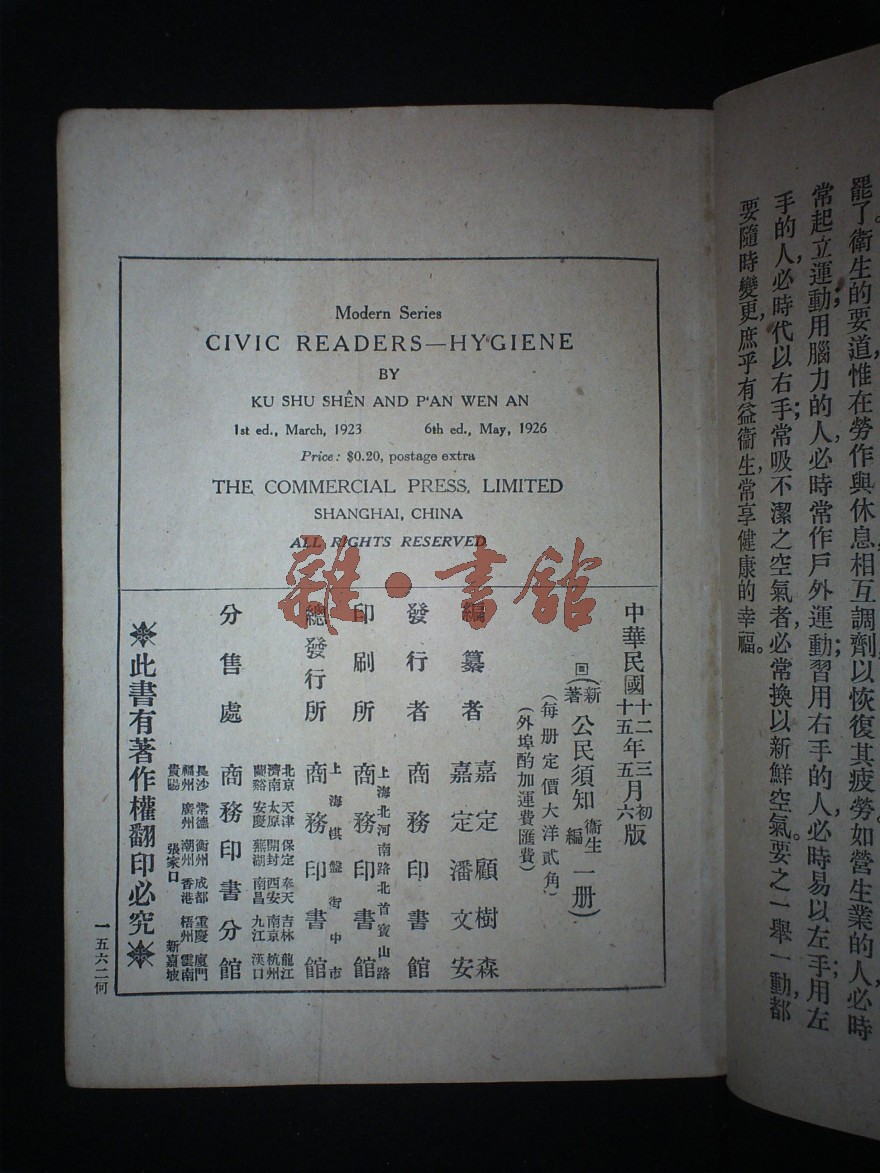 罷了。衛生的要道，惟在勞作與休息，相互調劑，以恢復其疲勞。如營生業的人，必時
常起立運動；用腦力的人，必時常作戶外運動；習用右手的人，必時易以左手；用左
手的人，必時代以右手；常吸不潔之空氣者，必常換以新鮮空氣。要之一舉一動，都
要隨時變更，庶乎有益衞生，常享健康的幸福。
Modern Series
CIVIC READERS—HYGIENE
BY
KU SHU SHÊN AND P'AN WEN AN
1st ed., March, 1923 6th ed., May, 1926
Price: $0.20, postage extra
THE COMMERCIAL PRESS, LIMITED
SHANGHAI, CHINA
ALL RIGHTS RESERVED
雜·書館
中華民國十二年三月初版
十五年五月六版
回(新著公民須知衞生編一册)
(每册定價大洋貳角)
(外埠酌加運費匯費)
編纂者 嘉定顧樹森
嘉定潘文安
發行者 商務印書館
印刷所 上海北河南路北首寶山路
商務印書館
總發行所 上海棋盤街中市
商務印書館
分售處 商務印書分館
北京 天津 保定 奉天 吉林 龍江
濟南 太原 開封 西安 南京 杭州
蘭谿 安慶 蕪湖 南昌 九江 漢口
長沙 常德 衡州 成都 重慶 廈門
福州 廣州 潮州 香港 梧州 雲南
貴陽 張家口 新嘉坡
※此書有著作權翻印必究※
一五六二何